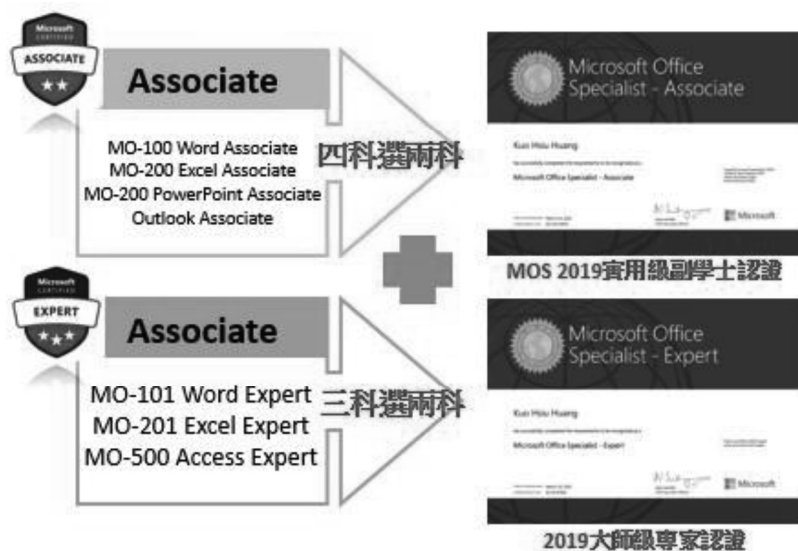 Microsoft
CERTIFIED
ASSOCIATE
Associate
MO-100 Word Associate
MO-200 Excel Associate
MO-200 PowerPoint Associate
Outlook Associate
四科選兩科
Microsoft Office
Specialist - Associate
Kuo Hsiu Huang
Microsoft Office Specialist - Associate
Microsoft
MOS 2019實用級副學士認證
Microsoft
CERTIFIED
EXPERT
Associate
MO-101 Word Expert
MO-201 Excel Expert
MO-500 Access Expert
三科選兩科
Microsoft Office
Specialist - Expert
Kuo Hsiu Huang
Microsoft Office Specialist - Expert
Microsoft
2019大師級專家認證